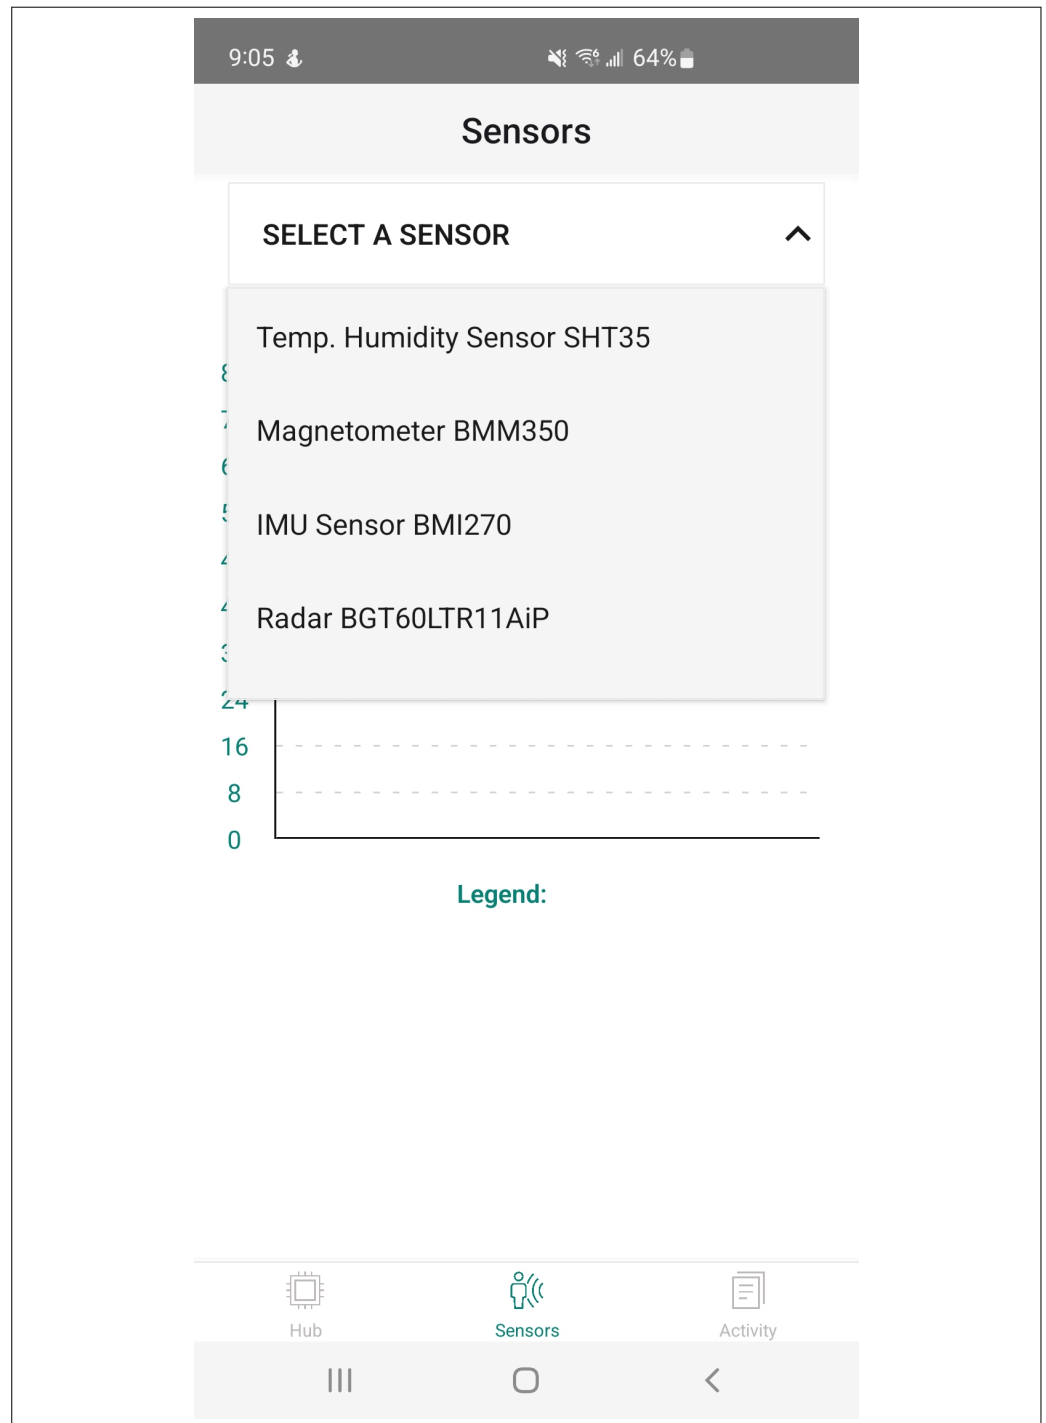 9:05
64%
Sensors
SELECT A SENSOR
Temp. Humidity Sensor SHT35
Magnetometer BMM350
IMU Sensor BMI270
Radar BGT60LTR11AiP
24
16
8
0
Legend:
Hub
Sensors
Activity